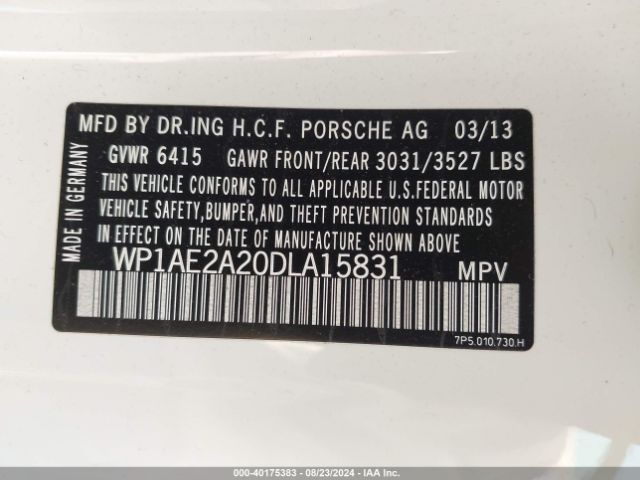 MFD BY DR.ING H.C.F. PORSCHE AG 03/13
GVWR 6415 GAWR FRONT/REAR 3031/3527 LBS
THIS VEHICLE CONFORMS TO ALL APPLICABLE U.S.FEDERAL MOTOR
VEHICLE SAFETY,BUMPER,AND THEFT PREVENTION STANDARDS
IN EFFECT ON THE DATE OF MANUFACTURE SHOWN ABOVE.
WP1AE2A20DLA15831 MPV
MADE IN GERMANY
7P5.010.730.H
000-40175383 - 08/23/2024 - IAA Inc.